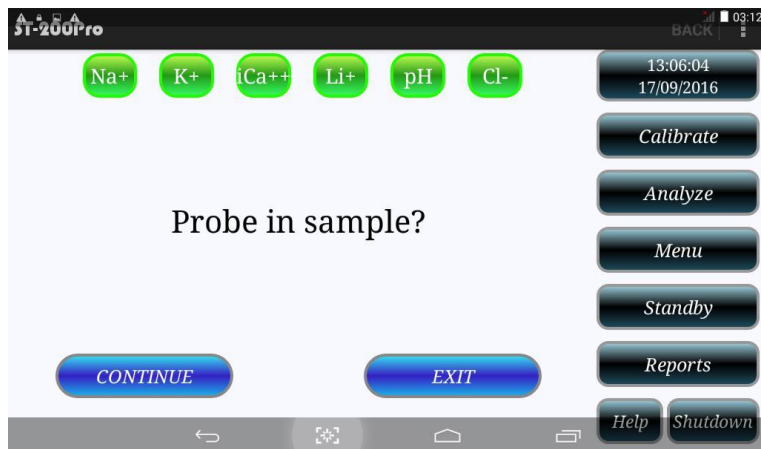 ST-200Pro
BACK
03:12
Na+ K+ iCa++ Li+ pH Cl-
13:06:04
17/09/2016
Calibrate
Probe in sample?
Analyze
Menu
Standby
Reports
CONTINUE EXIT
Help Shutdown